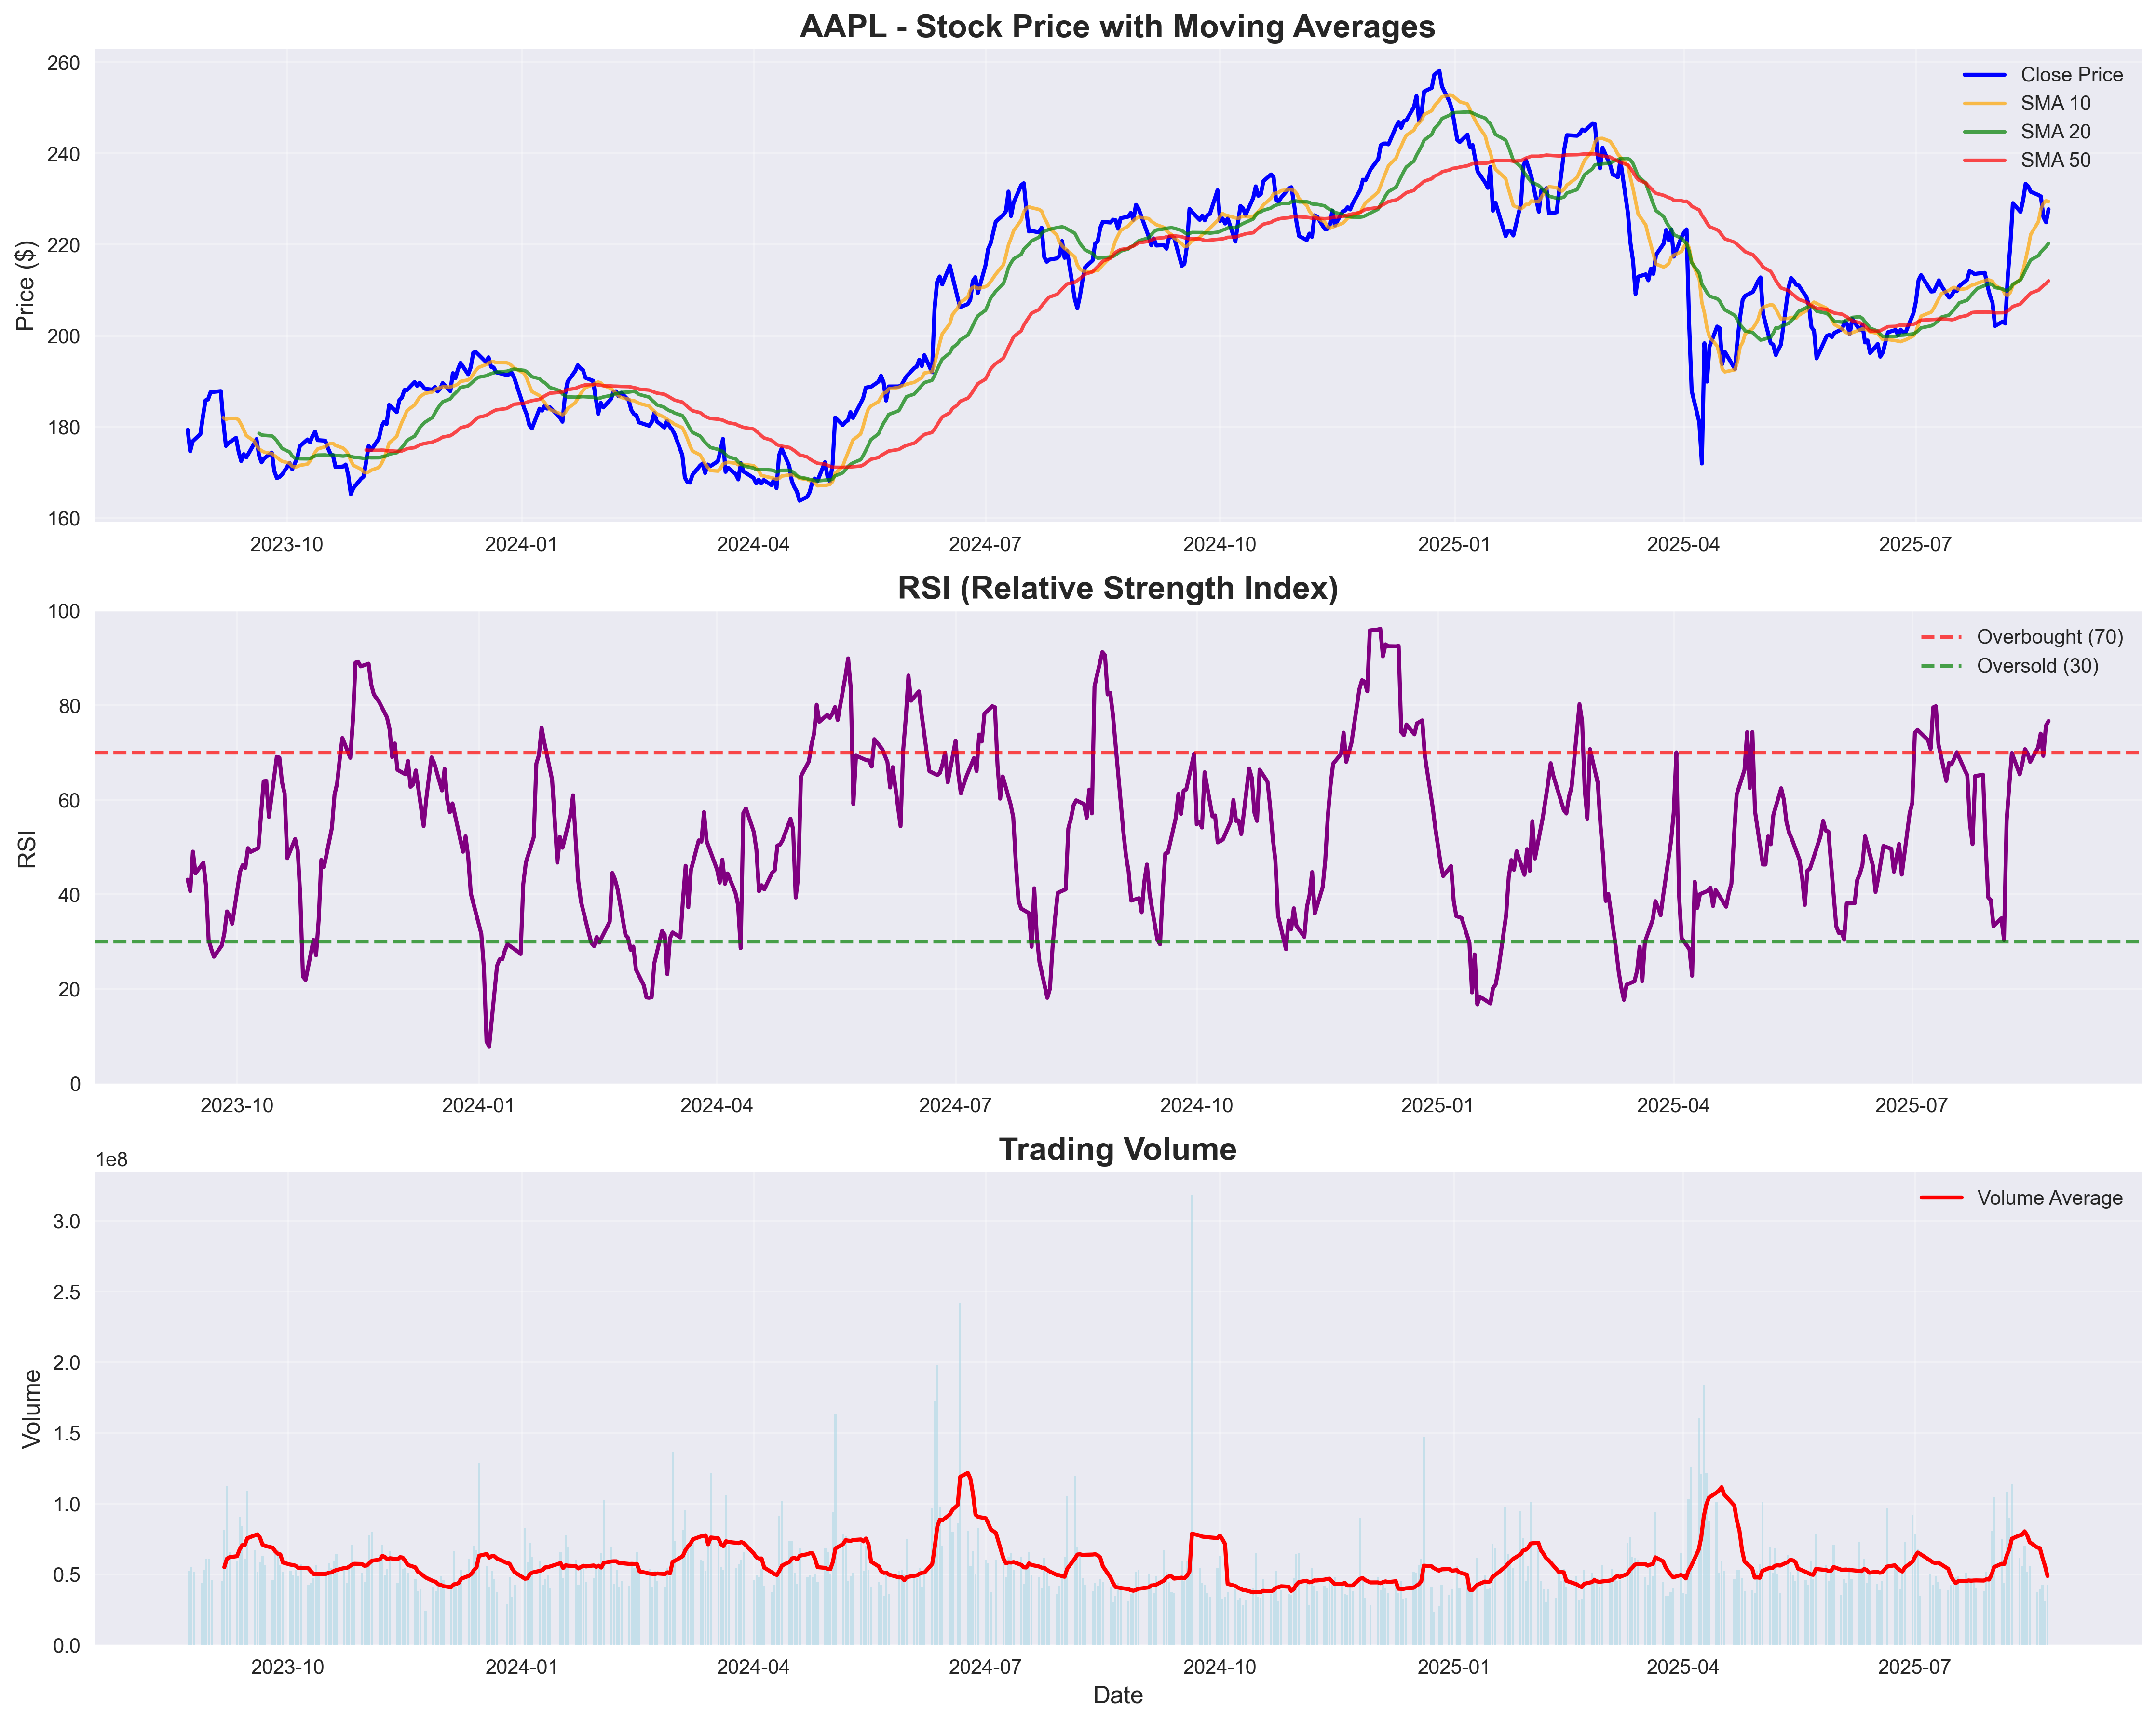 AAPL - Stock Price with Moving Averages
Price ($)
260
240
220
200
180
160
Close Price
SMA 10
SMA 20
SMA 50
2023-10 2024-01 2024-04 2024-07 2024-10 2025-01 2025-04 2025-07
RSI (Relative Strength Index)
RSI
100
80
60
40
20
0
Overbought (70)
Oversold (30)
2023-10 2024-01 2024-04 2024-07 2024-10 2025-01 2025-04 2025-07
Trading Volume
1e8
Volume
3.0
2.5
2.0
1.5
1.0
0.5
0.0
Volume Average
2023-10 2024-01 2024-04 2024-07 2024-10 2025-01 2025-04 2025-07
Date